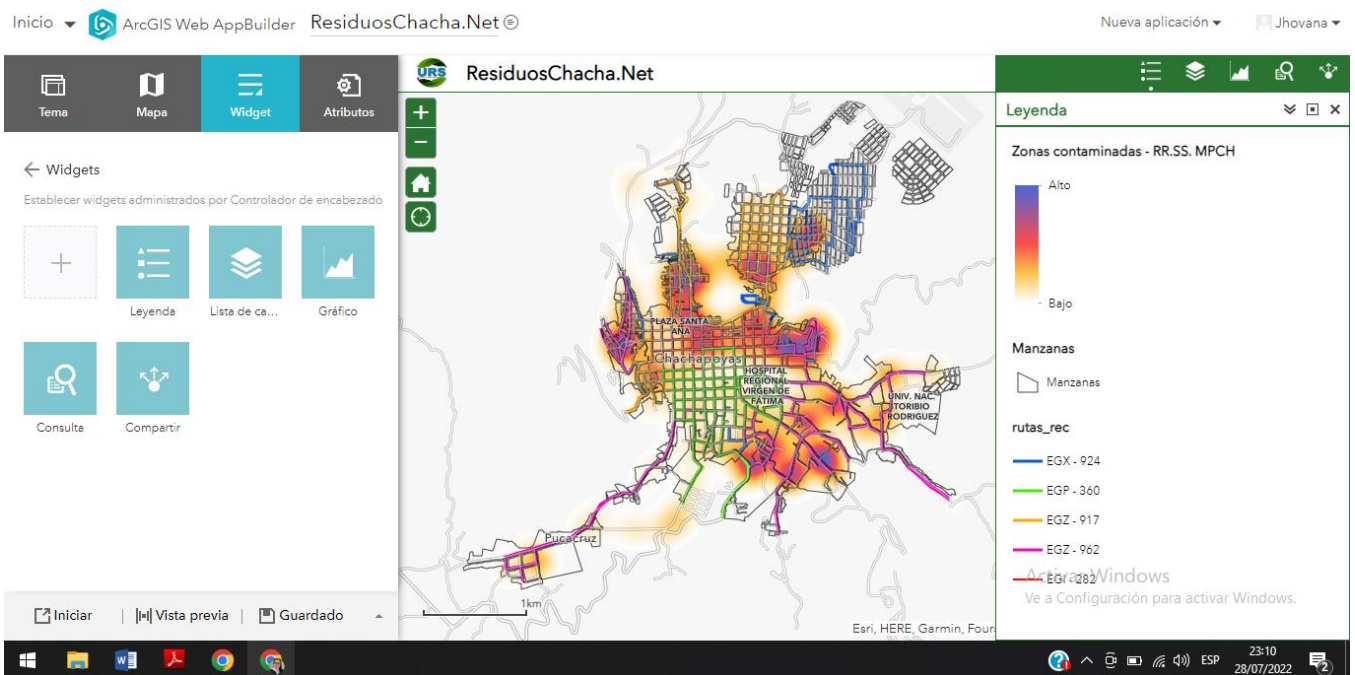 Inicio
ArcGIS Web AppBuilder
ResiduosChacha.Net
Nueva aplicación
Jhovana
Tema
Mapa
Widget
Atributos
Widgets
Establecer widgets administrados por Controlador de encabezado
Leyenda
Lista de ca...
Gráfico
Consulta
Compartir
Iniciar
Vista previa
Guardado
URS
ResiduosChacha.Net
PLAZA SANTA
ANA
Chachapoyas
HOSPITAL
REGIONAL
VIRGEN DE
FATIMA
UNIV. NAC.
TORIBIO
RODRIGUEZ
Pucacruz
1km
Esri, HERE, Garmin, Four
Leyenda
Zonas contaminadas - RR.SS. MPCH
Alto
Bajo
Manzanas
Manzanas
rutas_rec
EGX - 924
EGP - 360
EGZ - 917
EGZ - 962
Activar Windows
Ve a Configuración para activar Windows.
ESP
23:10
28/07/2022
2